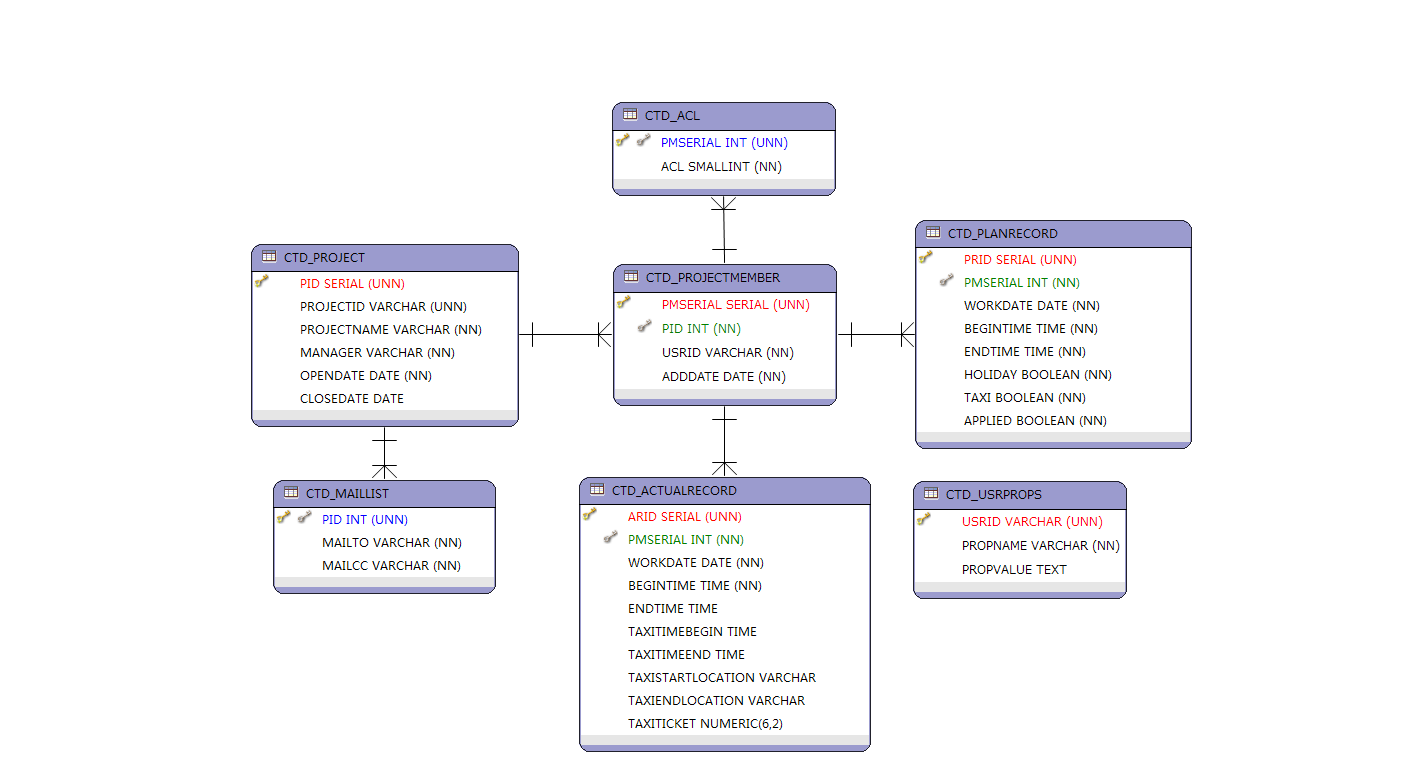 CTD_ACL
PMSERIAL INT (UNN)
ACL SMALLINT (NN)
CTD_PROJECT
PID SERIAL (UNN)
PROJECTID VARCHAR (UNN)
PROJECTNAME VARCHAR (NN)
MANAGER VARCHAR (NN)
OPENDATE DATE (NN)
CLOSEDATE DATE
CTD_PROJECTMEMBER
PMSERIAL SERIAL (UNN)
PID INT (NN)
USRID VARCHAR (NN)
ADDDATE DATE (NN)
CTD_PLANRECORD
PRID SERIAL (UNN)
PMSERIAL INT (NN)
WORKDATE DATE (NN)
BEGINTIME TIME (NN)
ENDTIME TIME (NN)
HOLIDAY BOOLEAN (NN)
TAXI BOOLEAN (NN)
APPLIED BOOLEAN (NN)
CTD_MAILLIST
PID INT (UNN)
MAILTO VARCHAR (NN)
MAILCC VARCHAR (NN)
CTD_ACTUALRECORD
ARID SERIAL (UNN)
PMSERIAL INT (NN)
WORKDATE DATE (NN)
BEGINTIME TIME (NN)
ENDTIME TIME
TAXITIMEBEGIN TIME
TAXITIMEEND TIME
TAXISTARTLOCATION VARCHAR
TAXIENDLOCATION VARCHAR
TAXITICKET NUMERIC(6,2)
CTD_USRPROPS
USRID VARCHAR (UNN)
PROPNAME VARCHAR (NN)
PROPVALUE TEXT